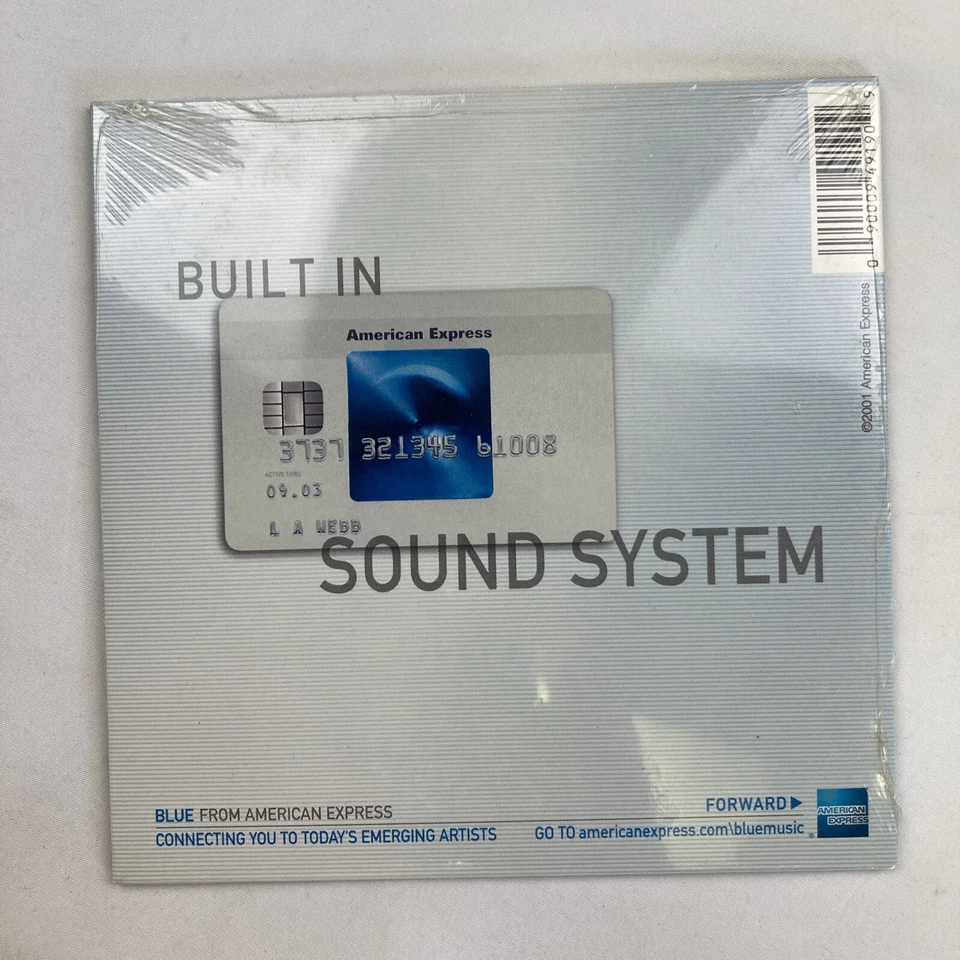 BUILT IN
American Express
3737 321345 61008
ACTIVE THRU
09.03
L A WEBB
SOUND SYSTEM
©2001 American Express
BLUE FROM AMERICAN EXPRESS
CONNECTING YOU TO TODAY'S EMERGING ARTISTS
FORWARD▶
GO TO americanexpress.com\bluemusic
AMERICAN
EXPRESS
®